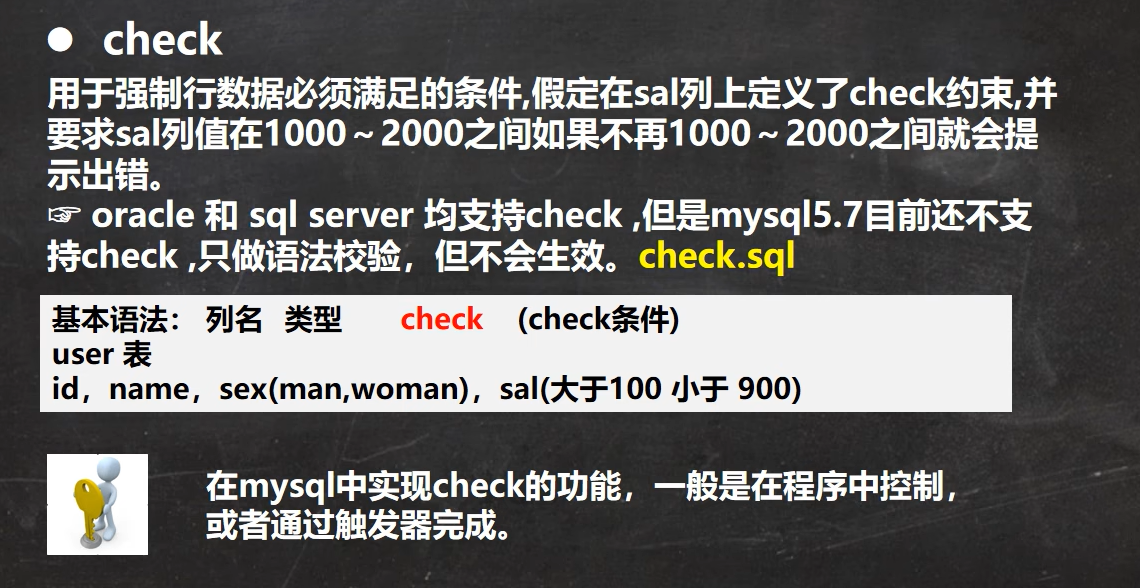 ● check
用于强制行数据必须满足的条件,假定在sal列上定义了check约束,并
要求sal列值在1000～2000之间如果不再1000～2000之间就会提
示出错。
☞ oracle 和 sql server 均支持check ,但是mysql5.7目前还不支
持check ,只做语法校验，但不会生效。check.sql
基本语法： 列名 类型 check (check条件)
user 表
id，name，sex(man,woman)，sal(大于100 小于 900)
在mysql中实现check的功能，一般是在程序中控制，
或者通过触发器完成。